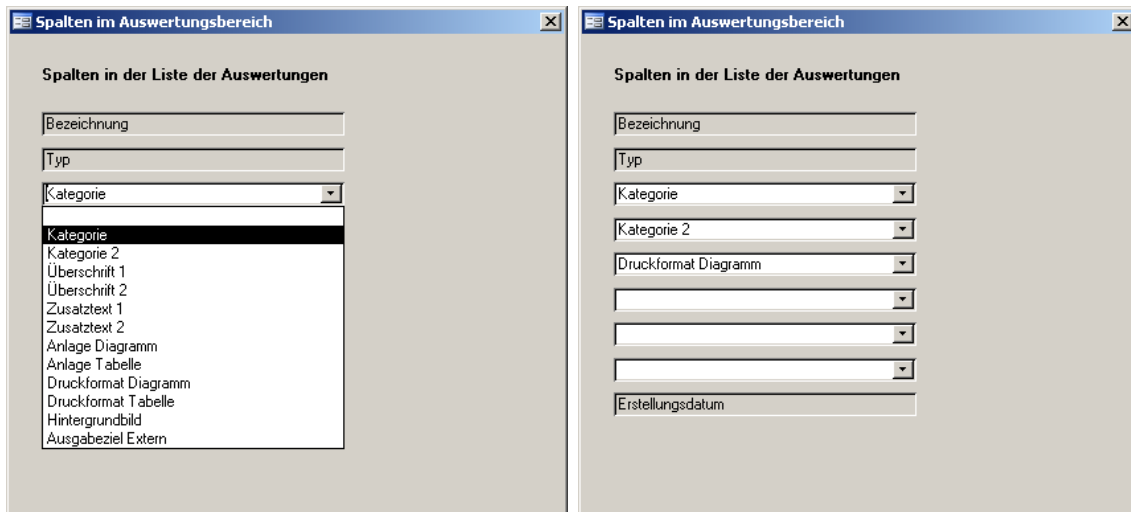 Spalten im Auswertungsbereich
Spalten in der Liste der Auswertungen
Bezeichnung
Typ
Kategorie
Kategorie
Kategorie 2
Überschrift 1
Überschrift 2
Zusatztext 1
Zusatztext 2
Anlage Diagramm
Anlage Tabelle
Druckformat Diagramm
Druckformat Tabelle
Hintergrundbild
Ausgabeziel Extern
Spalten im Auswertungsbereich
Spalten in der Liste der Auswertungen
Bezeichnung
Typ
Kategorie
Kategorie 2
Druckformat Diagramm
Erstellungsdatum